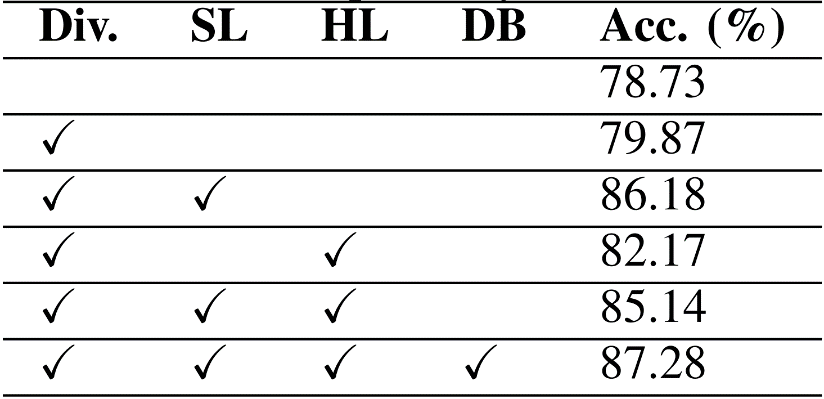 Div. SL HL DB Acc. (%)
78.73
✓ 79.87
✓ ✓ 86.18
✓ ✓ 82.17
✓ ✓ ✓ 85.14
✓ ✓ ✓ ✓ 87.28